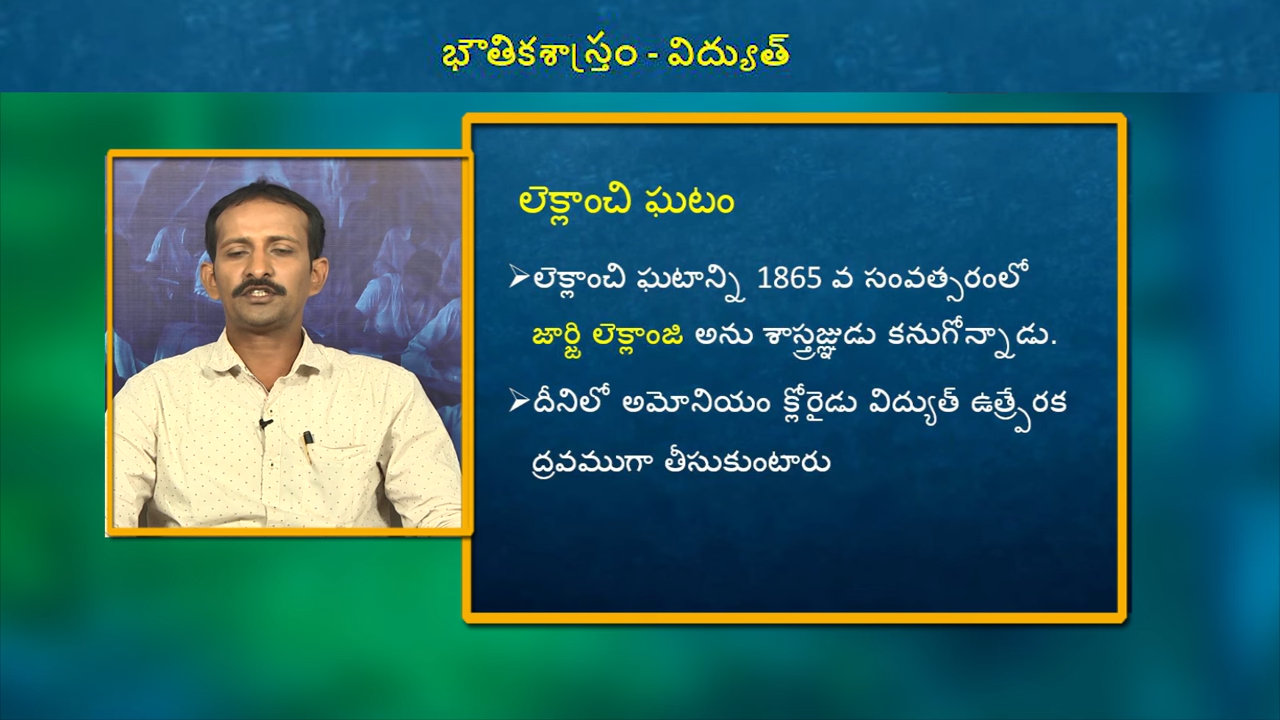 భౌతికశాస్త్రం - విద్యుత్
లెక్లాంచి ఘటం
➢లెక్లాంచి ఘటాన్ని 1865 వ సంవత్సరంలో
జార్జి లెక్లాంజి అను శాస్త్రజ్ఞుడు కనుగోన్నాడు.
➢దీనిలో అమోనియం క్లోరైడు విద్యుత్ ఉత్ప్రేరక
ద్రవముగా తీసుకుంటారు